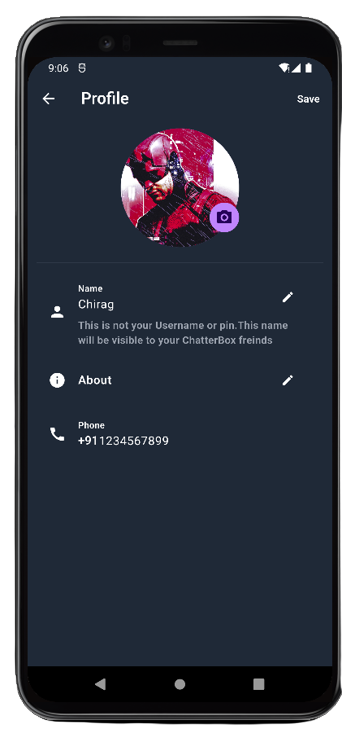 9:06
Profile
Save
Name
Chirag
This is not your Username or pin.This name
will be visible to your ChatterBox freinds
About
Phone
+911234567899